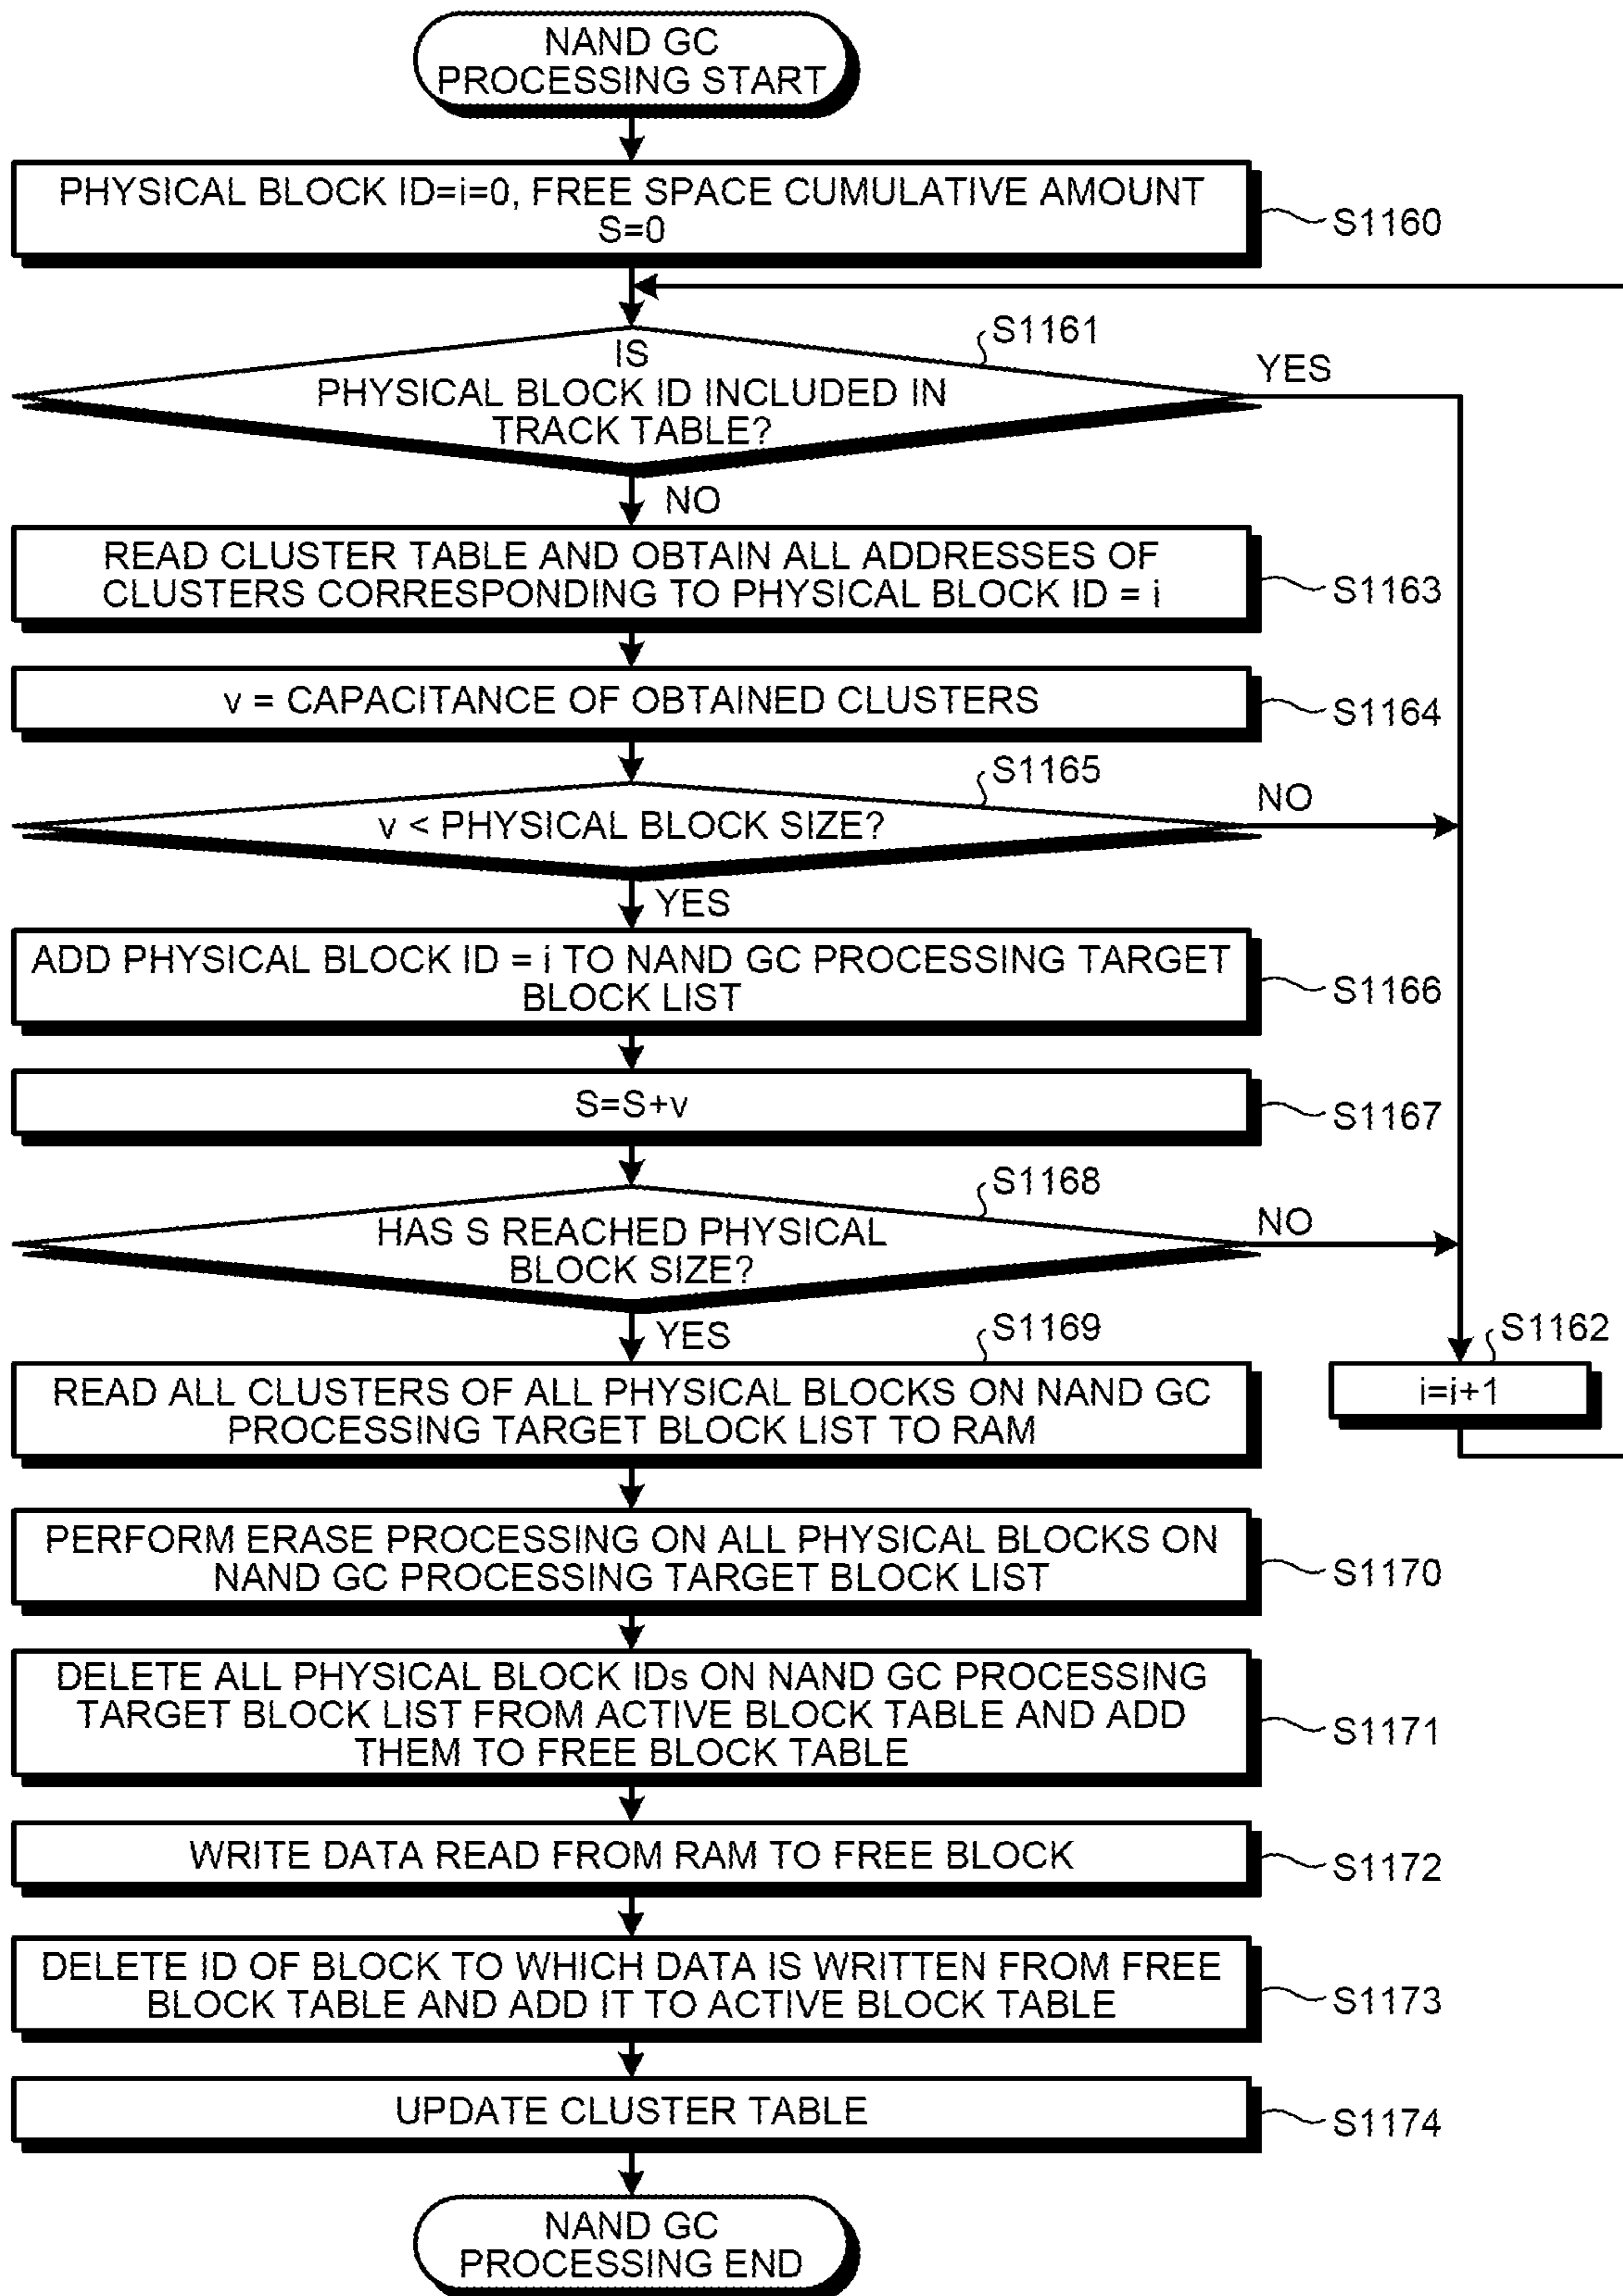 NAND GC
PROCESSING START
PHYSICAL BLOCK ID=i=0, FREE SPACE CUMULATIVE AMOUNT
S=0
S1160
S1161
IS
PHYSICAL BLOCK ID INCLUDED IN
TRACK TABLE?
YES
NO
READ CLUSTER TABLE AND OBTAIN ALL ADDRESSES OF
CLUSTERS CORRESPONDING TO PHYSICAL BLOCK ID = i
S1163
v = CAPACITANCE OF OBTAINED CLUSTERS
S1164
S1165
v < PHYSICAL BLOCK SIZE?
NO
YES
ADD PHYSICAL BLOCK ID = i TO NAND GC PROCESSING TARGET
BLOCK LIST
S1166
S=S+v
S1167
S1168
HAS S REACHED PHYSICAL
BLOCK SIZE?
NO
YES
S1169
READ ALL CLUSTERS OF ALL PHYSICAL BLOCKS ON NAND GC
PROCESSING TARGET BLOCK LIST TO RAM
S1162
i=i+1
PERFORM ERASE PROCESSING ON ALL PHYSICAL BLOCKS ON
NAND GC PROCESSING TARGET BLOCK LIST
S1170
DELETE ALL PHYSICAL BLOCK IDs ON NAND GC PROCESSING
TARGET BLOCK LIST FROM ACTIVE BLOCK TABLE AND ADD
THEM TO FREE BLOCK TABLE
S1171
WRITE DATA READ FROM RAM TO FREE BLOCK
S1172
DELETE ID OF BLOCK TO WHICH DATA IS WRITTEN FROM FREE
BLOCK TABLE AND ADD IT TO ACTIVE BLOCK TABLE
S1173
UPDATE CLUSTER TABLE
S1174
NAND GC
PROCESSING END